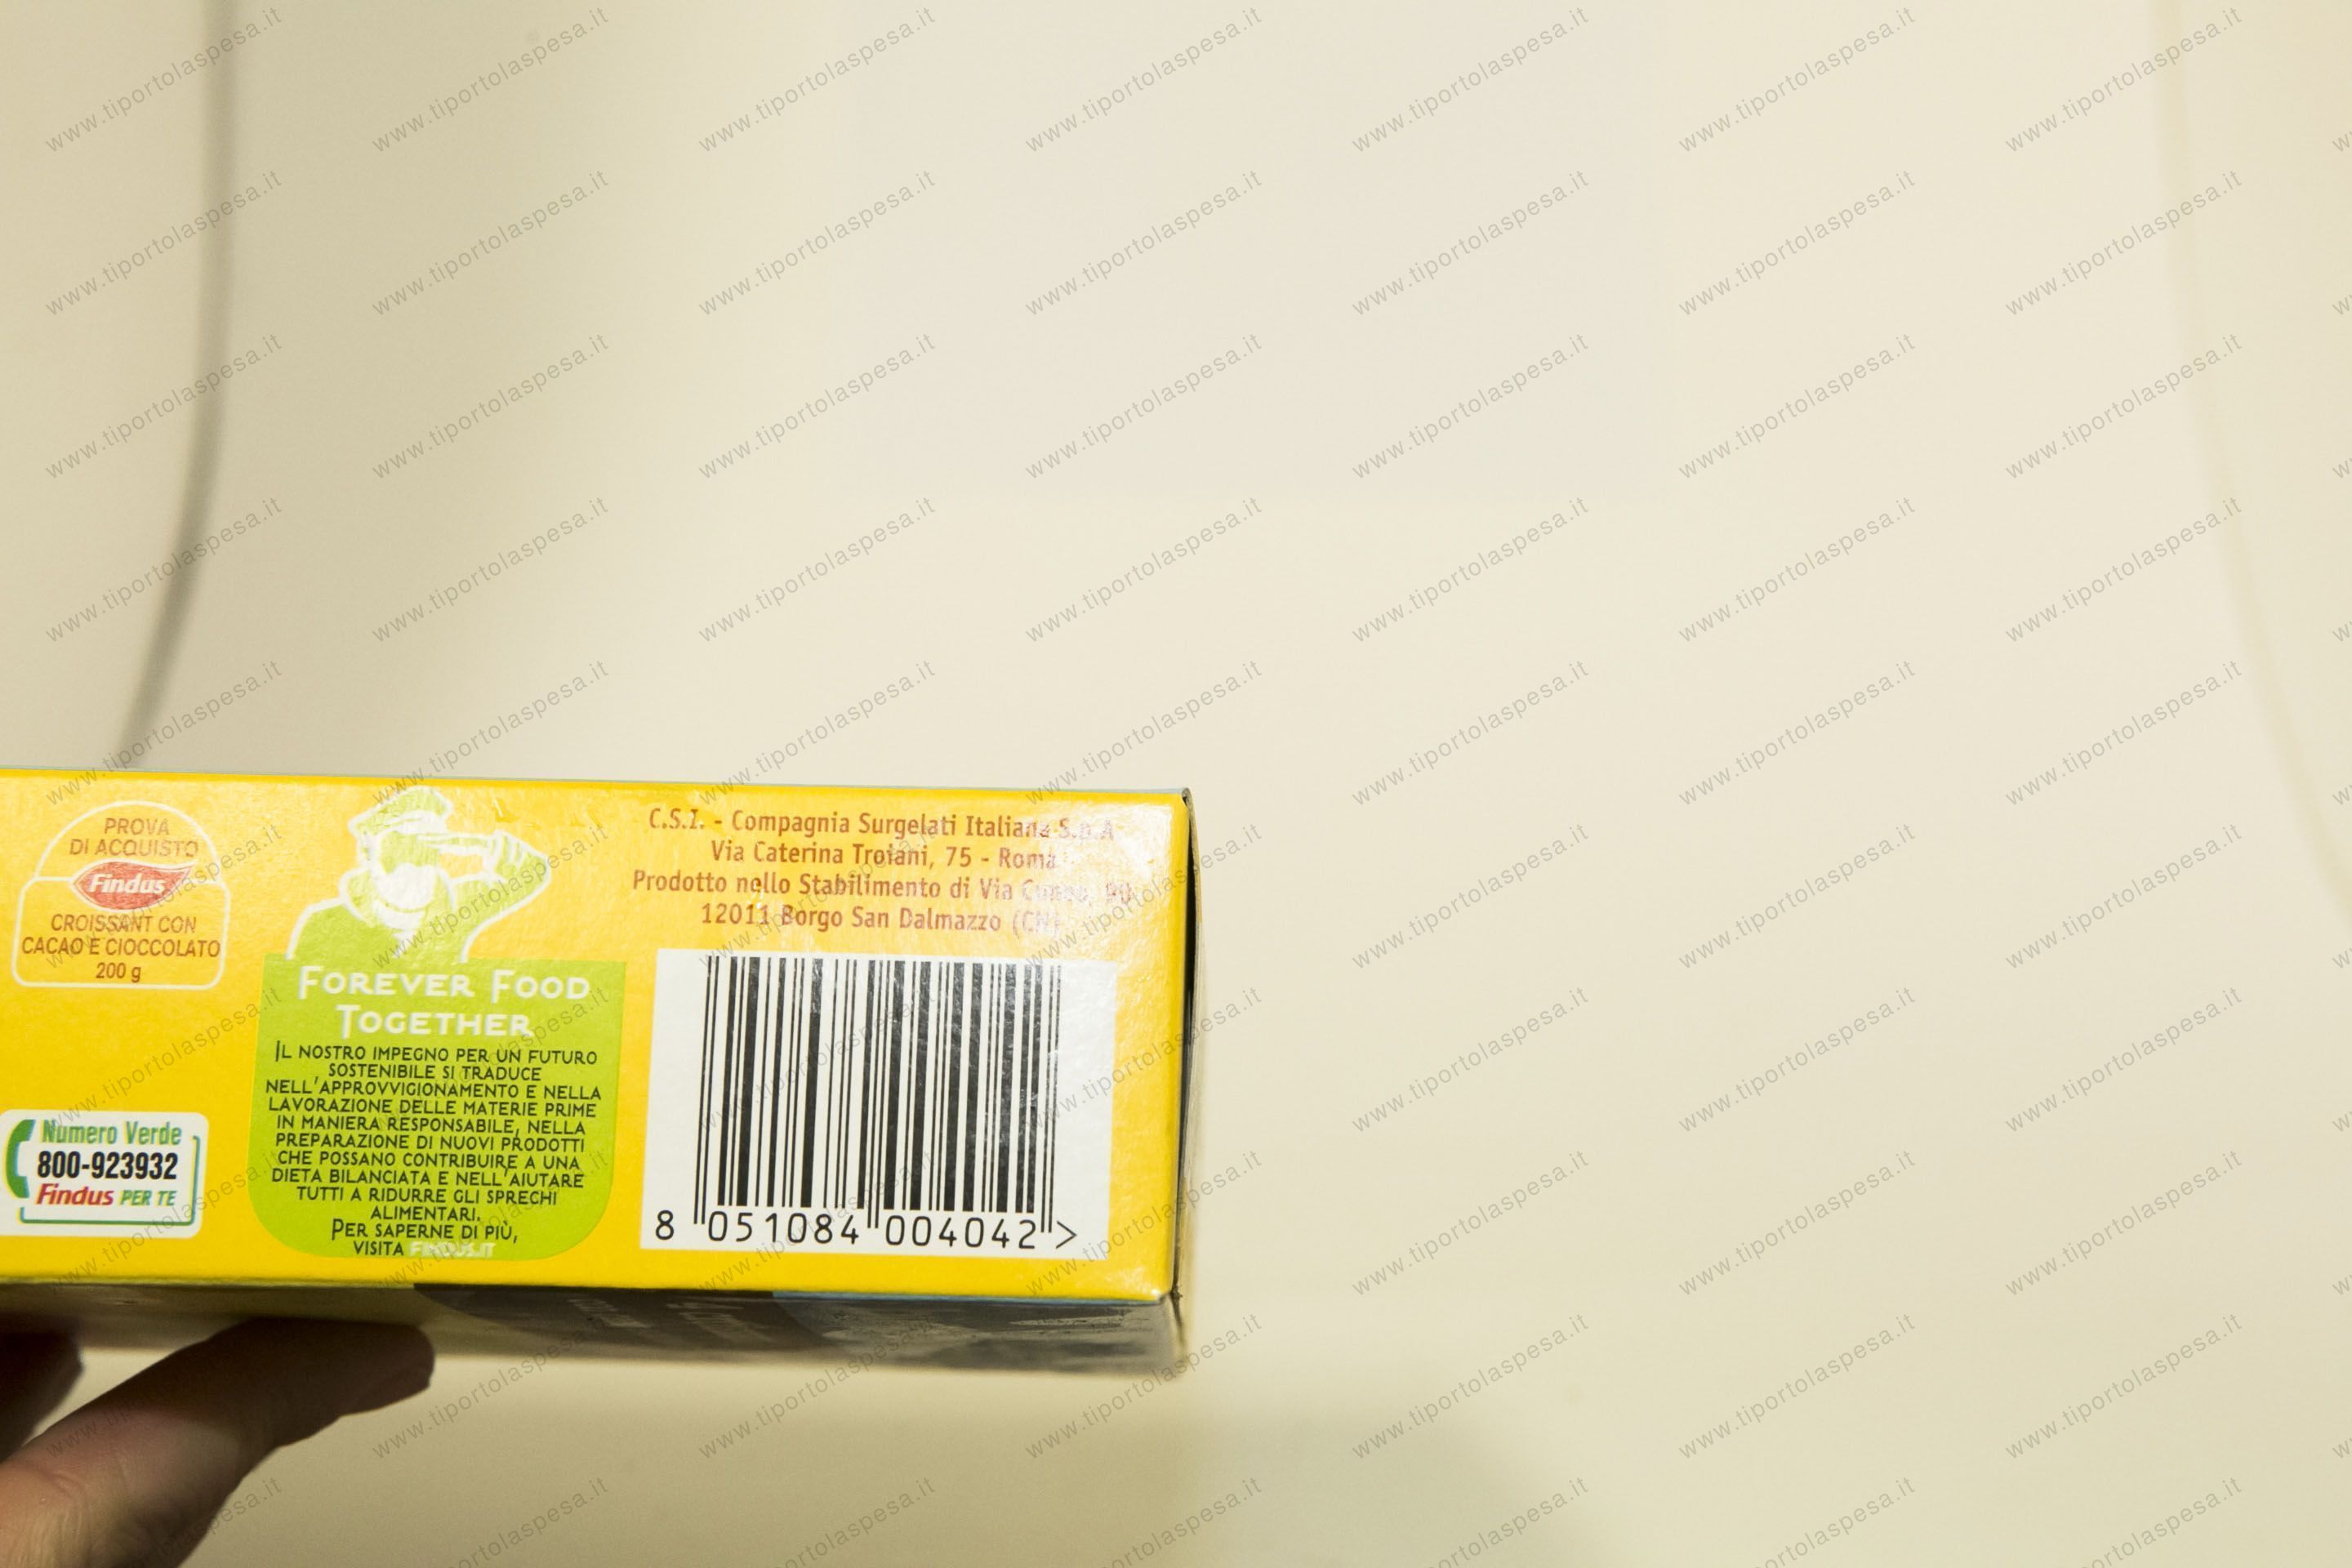 PROVA
DI ACQUISTO
Findus
CROISSANT CON
CACAO E CIOCCOLATO
200 g
Numero Verde
800-923932
Findus PER TE
FOREVER FOOD
TOGETHER
IL NOSTRO IMPEGNO PER UN FUTURO
SOSTENIBILE SI TRADUCE
NELL'APPROVVIGIONAMENTO E NELLA
LAVORAZIONE DELLE MATERIE PRIME
IN MANIERA RESPONSABILE, NELLA
PREPARAZIONE DI NUOVI PRODOTTI
CHE POSSANO CONTRIBUIRE A UNA
DIETA BILANCIATA E NELL'AIUTARE
TUTTI A RIDURRE GLI SPRECHI
ALIMENTARI.
PER SAPERNE DI PIÙ,
VISITA FINDUS.IT
C.S.I. - Compagnia Surgelati Italiana S.p.A
Via Caterina Troiani, 75 - Roma
Prodotto nello Stabilimento di Via Cuneo, 90
12011 Borgo San Dalmazzo (CN)
8 051084 004042 >
www.tiportolaspesa.it